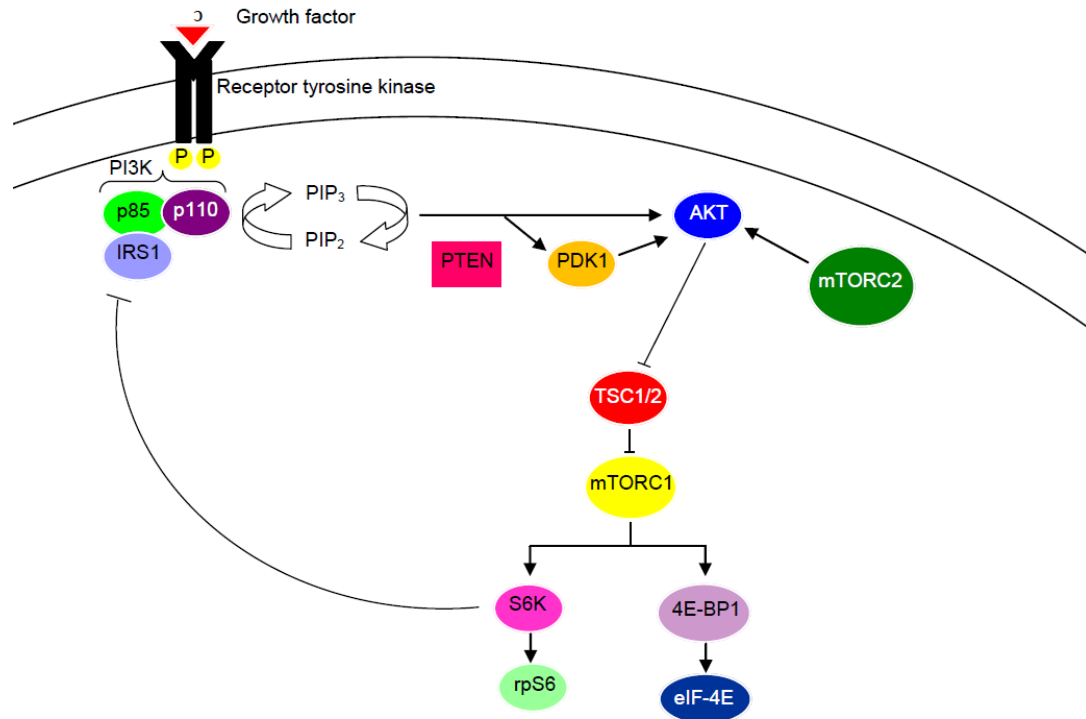 כ
Growth factor
Receptor tyrosine kinase
P P
PI3K
p85 p110
IRS1
PIP3
PIP2
PTEN
PDK1
AKT
mTORC2
TSC1/2
mTORC1
S6K
4E-BP1
rpS6
eIF-4E